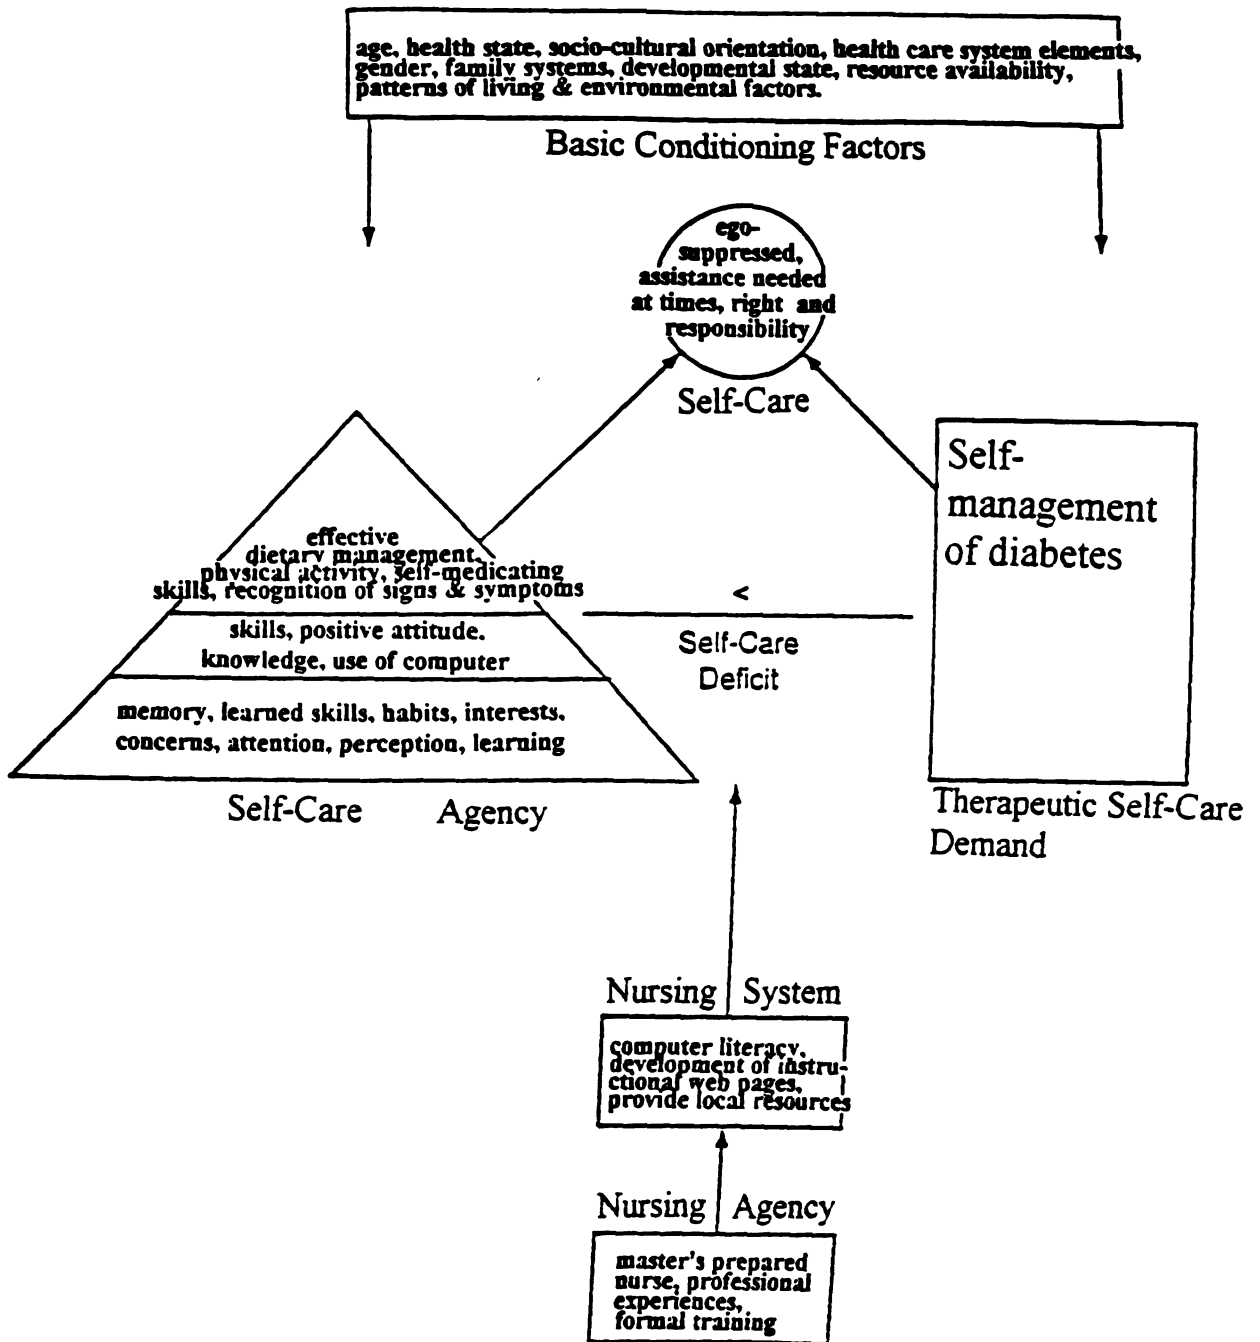 age, health state, socio-cultural orientation, health care system elements,
gender, family systems, developmental state, resource availability,
patterns of living & environmental factors.
Basic Conditioning Factors
ego-
suppressed,
assistance needed
at times, right and
responsibility
Self-Care
effective
dietary management,
physical activity, self-medicating
skills, recognition of signs & symptoms
skills, positive attitude.
knowledge, use of computer
memory, learned skills, habits, interests.
concerns, attention, perception, learning
Self-Care Agency
<
Self-Care
Deficit
Self-
management
of diabetes
Therapeutic Self-Care
Demand
Nursing System
computer literacy.
development of instru-
ctional web pages,
provide local resources
Nursing Agency
master's prepared
nurse, professional
experiences,
formal training